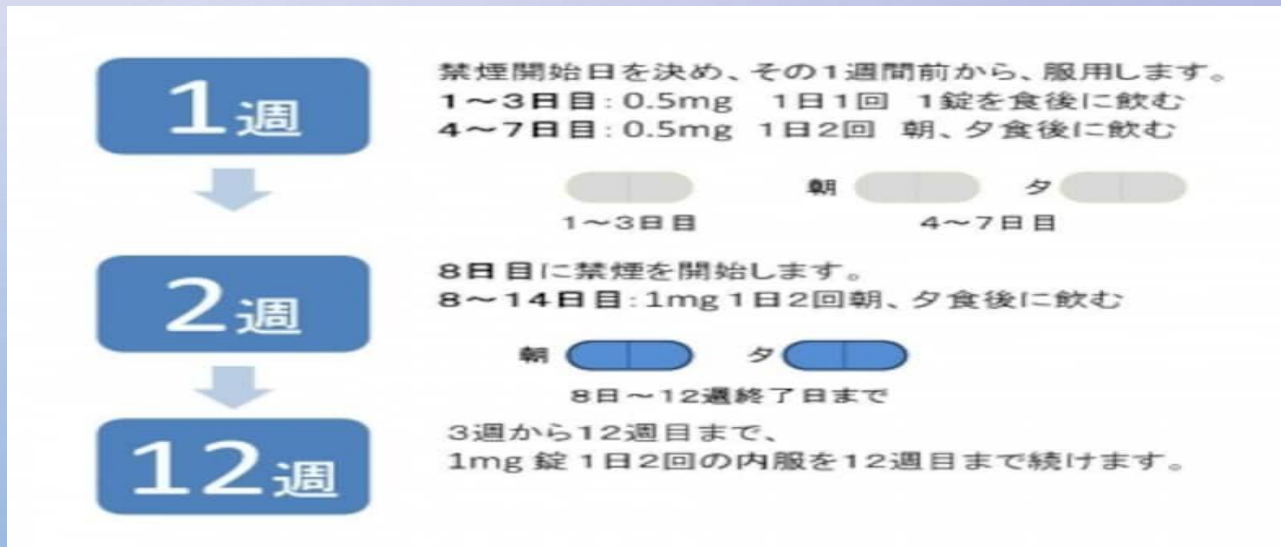 1週
禁煙開始日を決め、その1週間前から、服用します。
1～3日目:0.5mg 1日1回 1錠を食後に飲む
4～7日目:0.5mg 1日2回 朝、夕食後に飲む
朝 夕
1～3日目 4～7日目
2週
8日目に禁煙を開始します。
8～14日目:1mg 1日2回朝、夕食後に飲む
朝 夕
8日～12週終了日まで
12週
3週から12週目まで、
1mg 錠 1日2回の内服を12週目まで続けます。